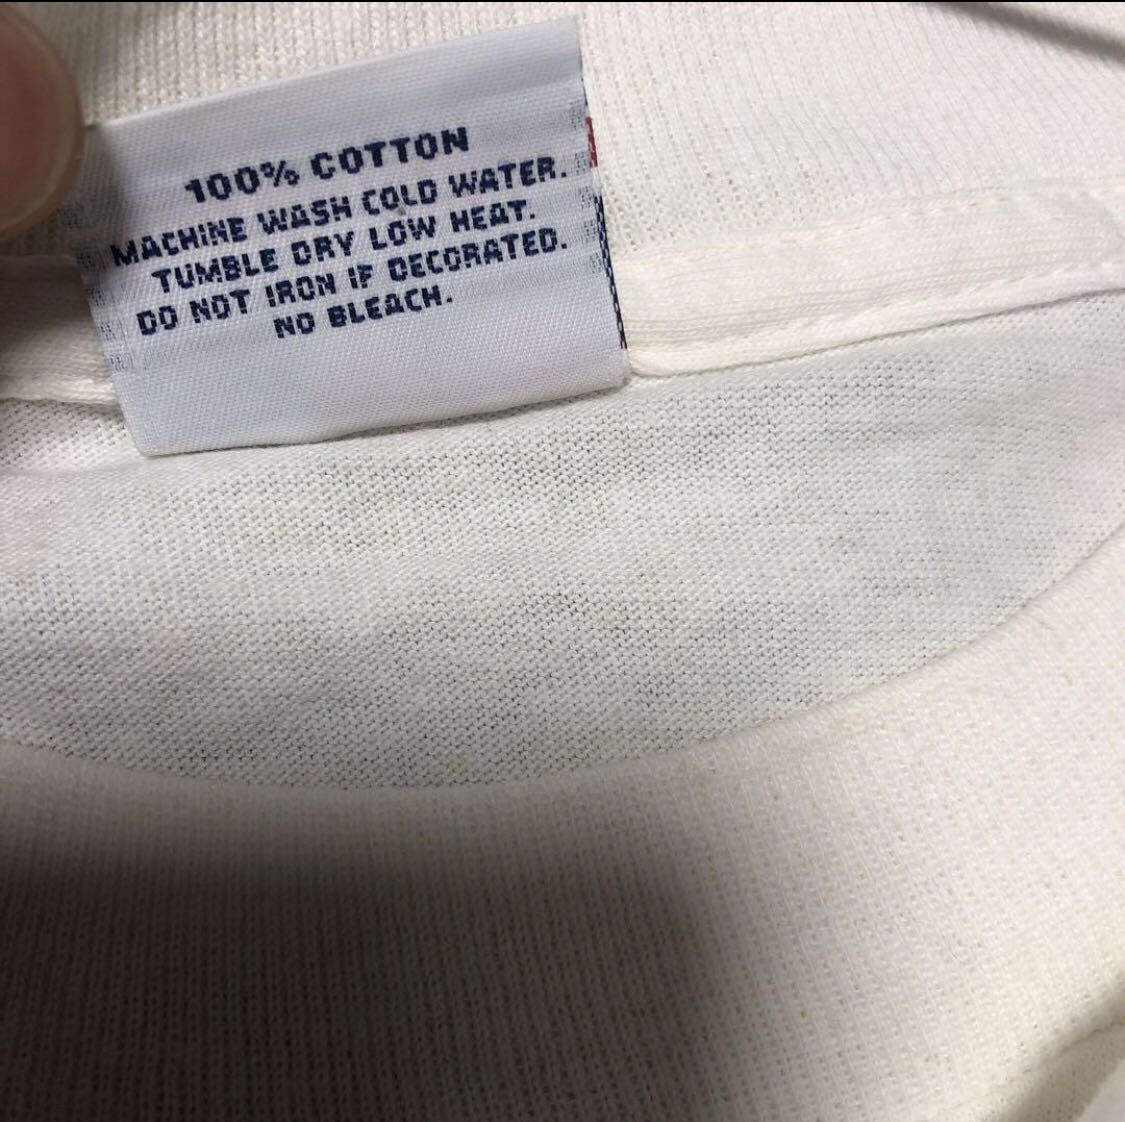 100% COTTON
MACHINE WASH COLD WATER.
TUMBLE DRY LOW HEAT.
DO NOT IRON IF DECORATED.
NO BLEACH.